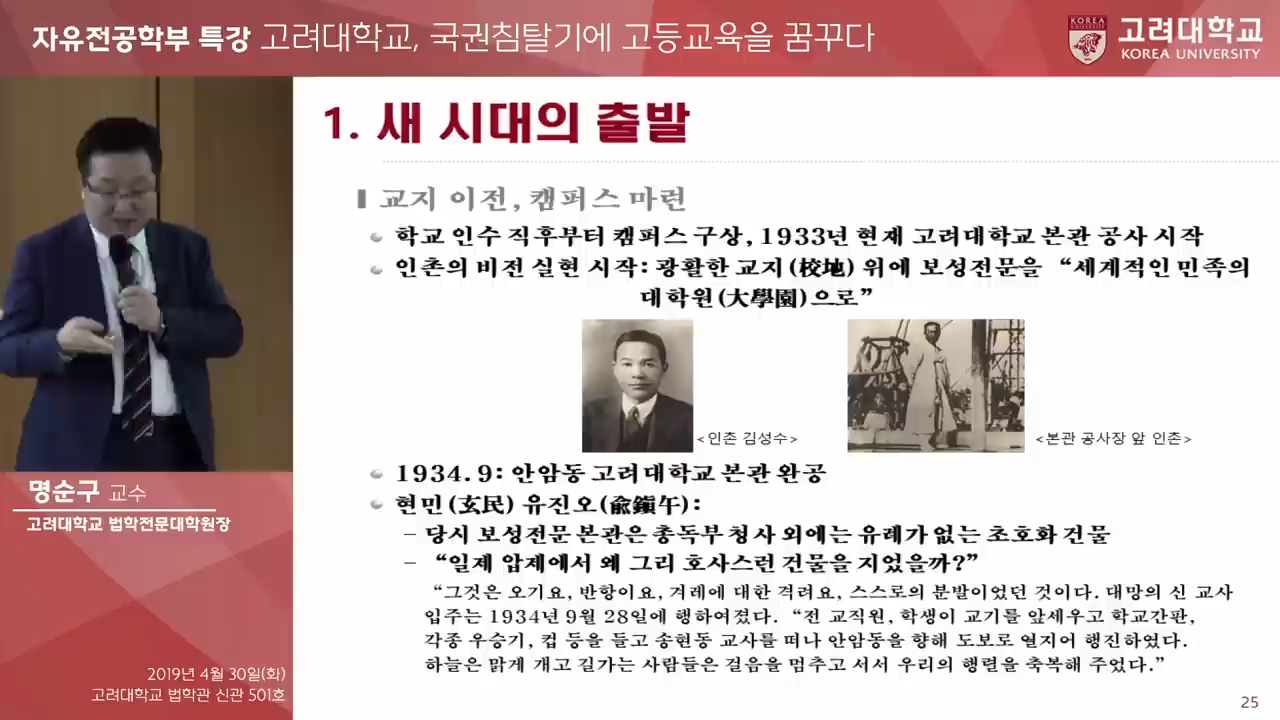 자유전공학부 특강 고려대학교, 국권침탈기에 고등교육을 꿈꾸다
KOREA
UNIVERSITY
고려대학교
KOREA UNIVERSITY
1. 새 시대의 출발
교지 이전, 캠퍼스 마련
학교 인수 직후부터 캠퍼스 구상, 1933년 현재 고려대학교 본관 공사 시작
인촌의 비전 실현 시작: 광활한 교지(校地) 위에 보성전문을 “세계적인 민족의
대학원(大學園)으로”
<인촌 김성수>
<본관 공사장 앞 인촌>
1934.9: 안암동 고려대학교 본관 완공
현민(玄民) 유진오(兪鎭午):
– 당시 보성전문 본관은 총독부 청사 외에는 유례가 없는 초호화 건물
– “일제 압제에서 왜 그리 호사스런 건물을 지었을까?”
“그것은 오기요, 반항이요, 겨레에 대한 격려요, 스스로의 분발이었던 것이다. 대망의 신 교사
입주는 1934년 9월 28일에 행하여졌다. “전 교직원, 학생이 교기를 앞세우고 학교간판,
각종 우승기, 컵 등을 들고 송현동 교사를 떠나 안암동을 향해 도보로 열지어 행진하였다.
하늘은 맑게 개고 길가는 사람들은 걸음을 멈추고 서서 우리의 행렬을 축복해 주었다.”
명순구 교수
고려대학교 법학전문대학원장
2019년 4월 30일(화)
고려대학교 법학관 신관 501호
25